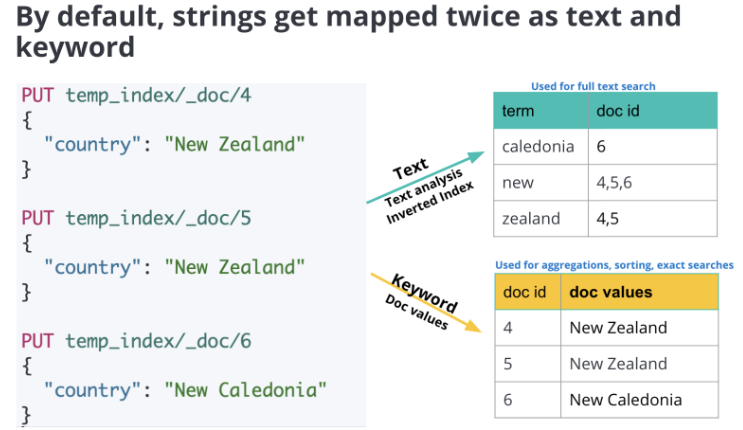 By default, strings get mapped twice as text and
keyword
PUT temp_index/_doc/4
{
"country": "New Zealand"
}
PUT temp_index/_doc/5
{
"country": "New Zealand"
}
PUT temp_index/_doc/6
{
"country": "New Caledonia"
}
Text
Text analysis
Inverted Index
Keyword
Doc values
Used for full text search
term doc id
caledonia 6
new 4,5,6
zealand 4,5
Used for aggregations, sorting, exact searches
doc id doc values
4 New Zealand
5 New Zealand
6 New Caledonia